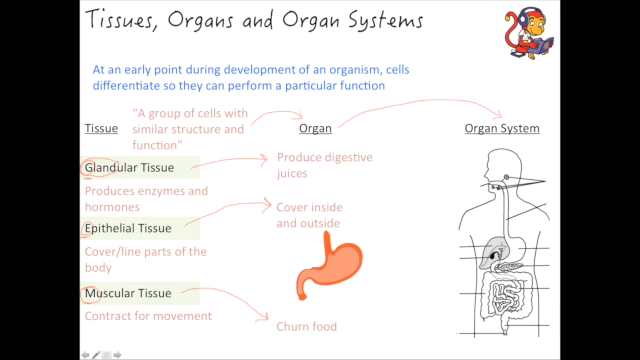 Tissues, Organs and Organ Systems
At an early point during development of an organism, cells
differentiate so they can perform a particular function
"A group of cells with
similar structure and
function"
Tissue
Organ
Organ System
Glandular Tissue
Produce digestive
juices
Produces enzymes and
hormones
Cover inside
and outside
Epithelial Tissue
Cover/line parts of the
body
Muscular Tissue
Contract for movement
Churn food